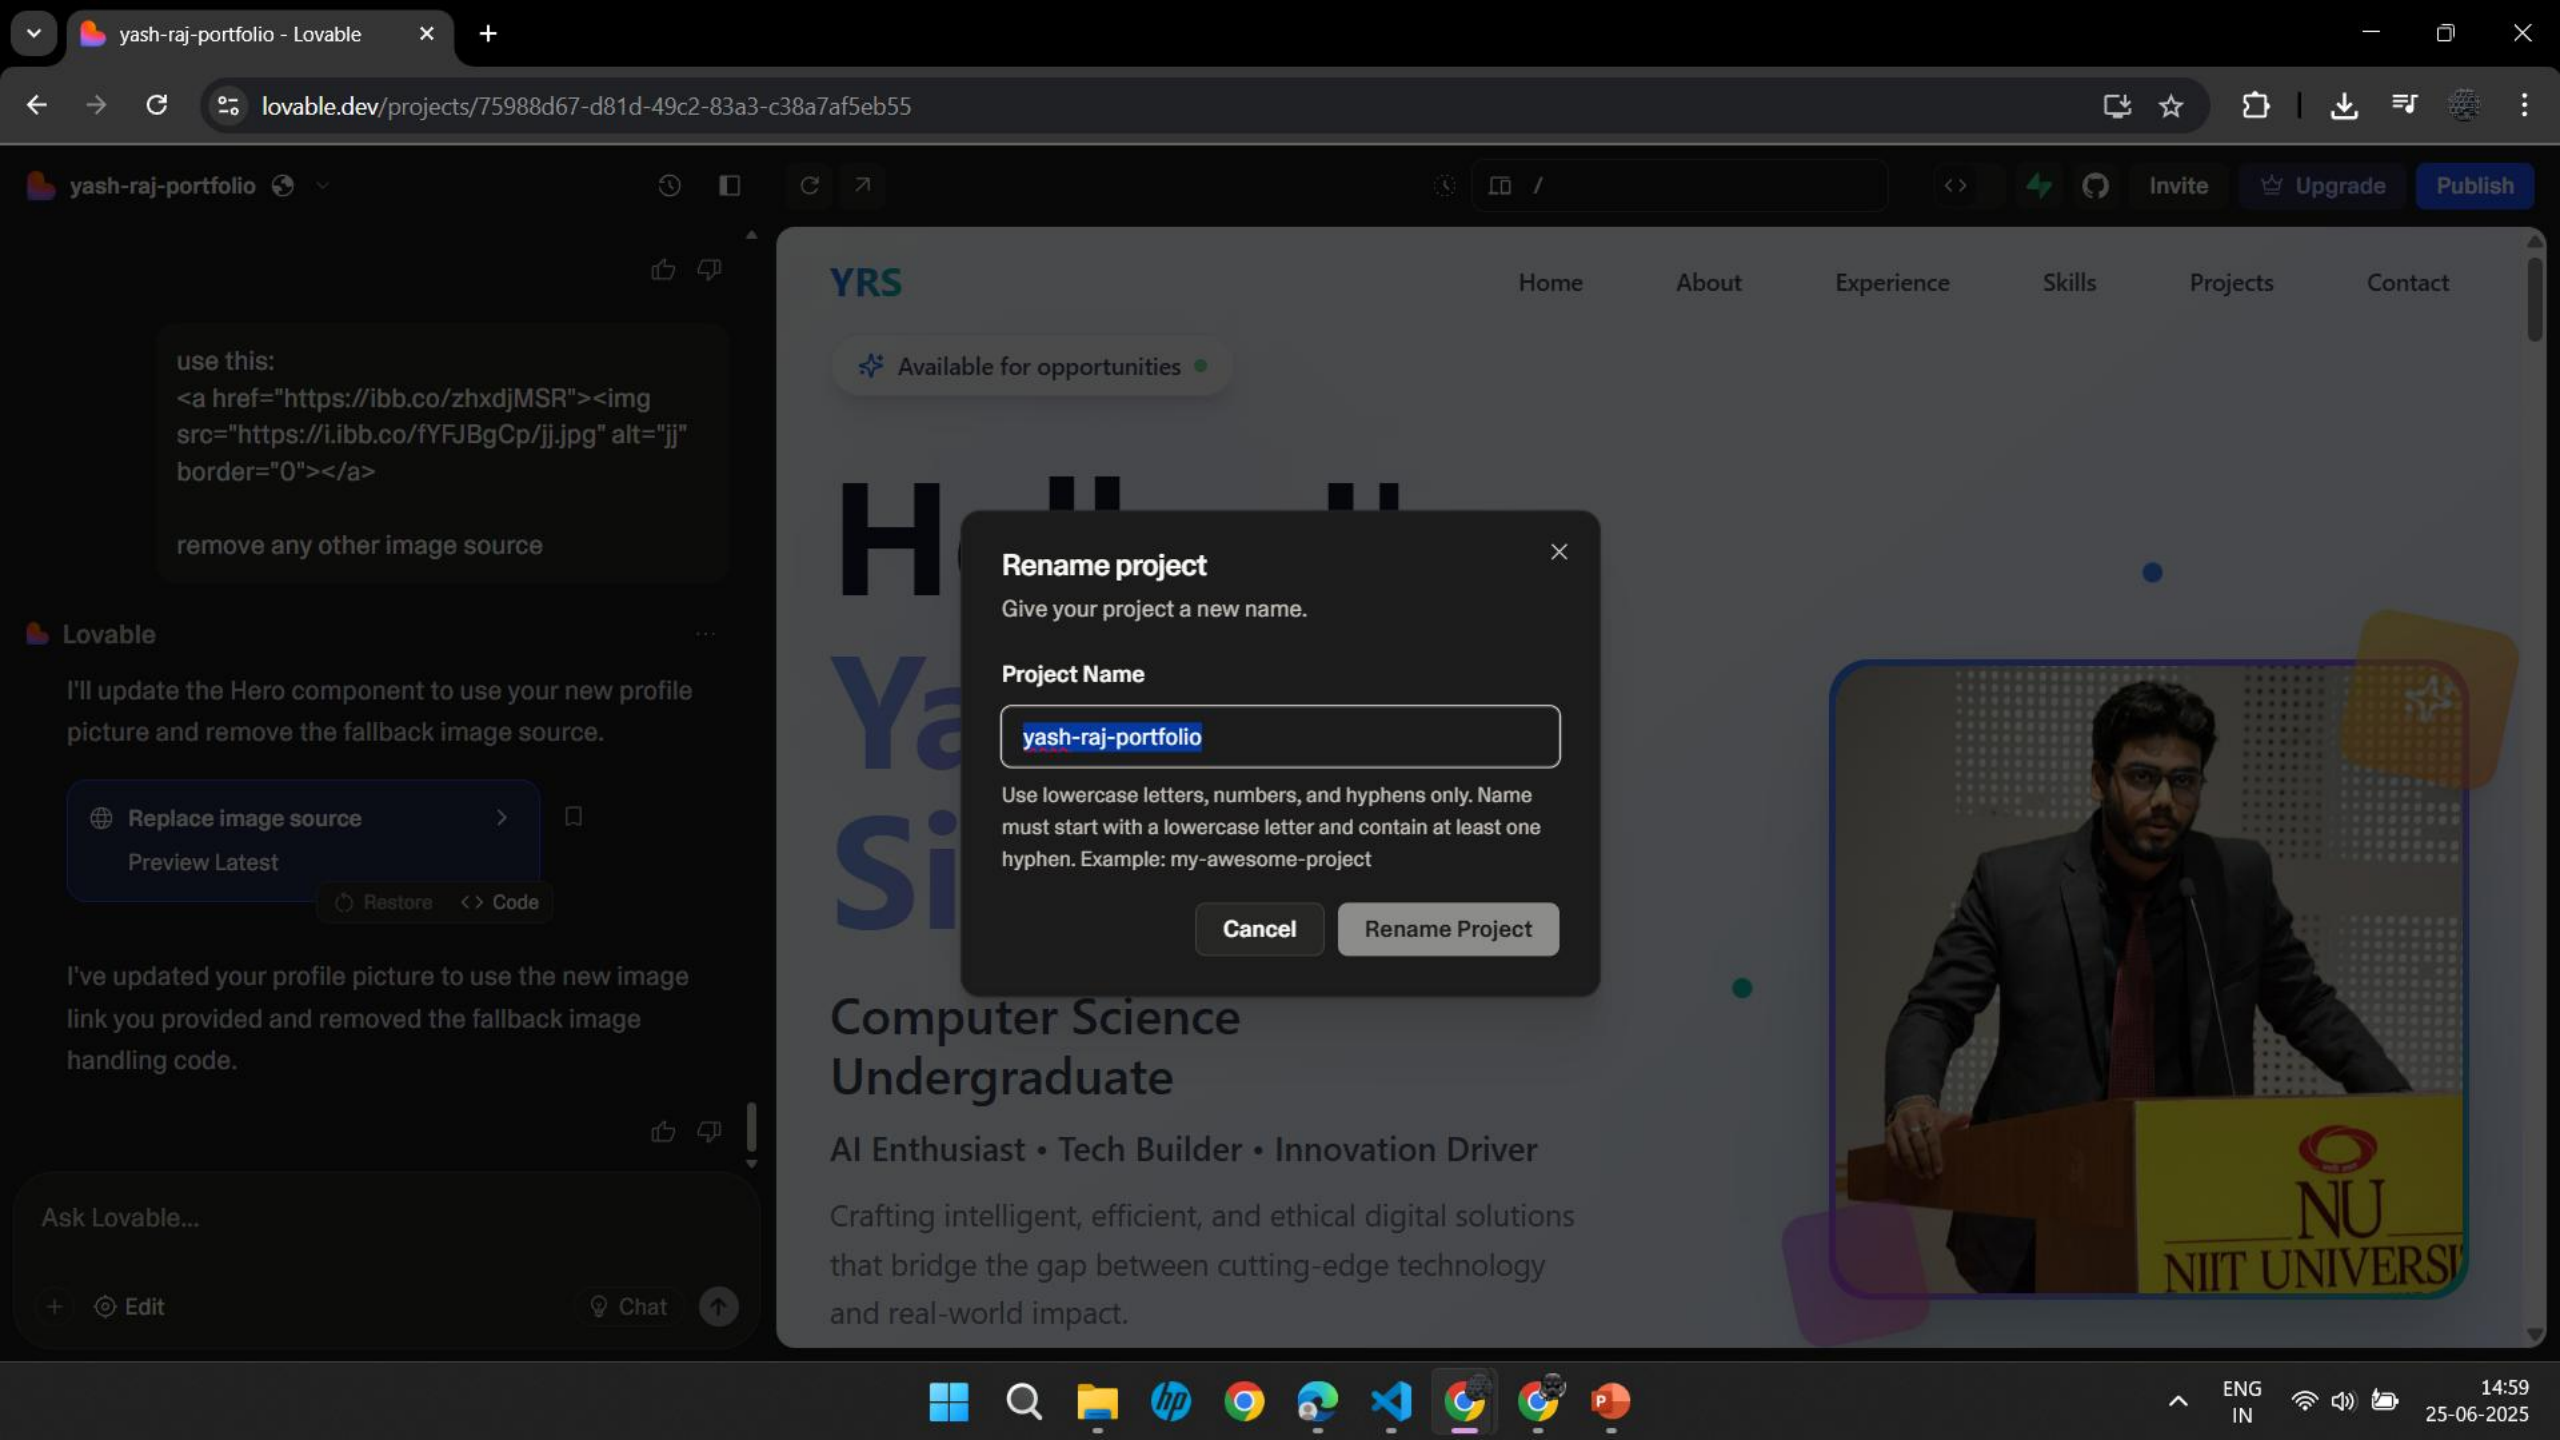 yash-raj-portfolio - Lovable
lovable.dev/projects/75988d67-d81d-49c2-83a3-c38a7af5eb55
yash-raj-portfolio
/
Invite
Upgrade
Publish
use this:
<a href="https://ibb.co/zhxdjMSR"><img
src="https://i.ibb.co/fYFJBgCp/jj.jpg" alt="jj"
border="0"></a>
remove any other image source
Lovable
I'll update the Hero component to use your new profile
picture and remove the fallback image source.
Replace image source
Preview Latest
Restore
Code
I've updated your profile picture to use the new image
link you provided and removed the fallback image
handling code.
Ask Lovable...
Edit
Chat
YRS
Home
About
Experience
Skills
Projects
Contact
Available for opportunities
Rename project
Give your project a new name.
Project Name
yash-raj-portfolio
Use lowercase letters, numbers, and hyphens only. Name
must start with a lowercase letter and contain at least one
hyphen. Example: my-awesome-project
Cancel
Rename Project
Computer Science
Undergraduate
AI Enthusiast • Tech Builder • Innovation Driver
Crafting intelligent, efficient, and ethical digital solutions
that bridge the gap between cutting-edge technology
and real-world impact.
NU
NIIT UNIVERSI
hp
P
ENG
IN
14:59
25-06-2025